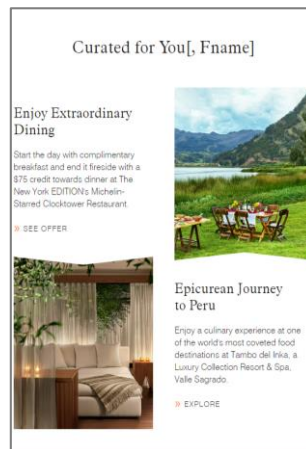 Curated for You[, Fname]
Enjoy Extraordinary
Dining
Start the day with complimentary
breakfast and end it fireside with a
$75 credit towards dinner at The
New York EDITION's Michelin-
Starred Clocktower Restaurant.
» SEE OFFER
Epicurean Journey
to Peru
Enjoy a culinary experience at one
of the world's most coveted food
destinations at Tambo del Inka, a
Luxury Collection Resort & Spa,
Valle Sagrado.
» EXPLORE